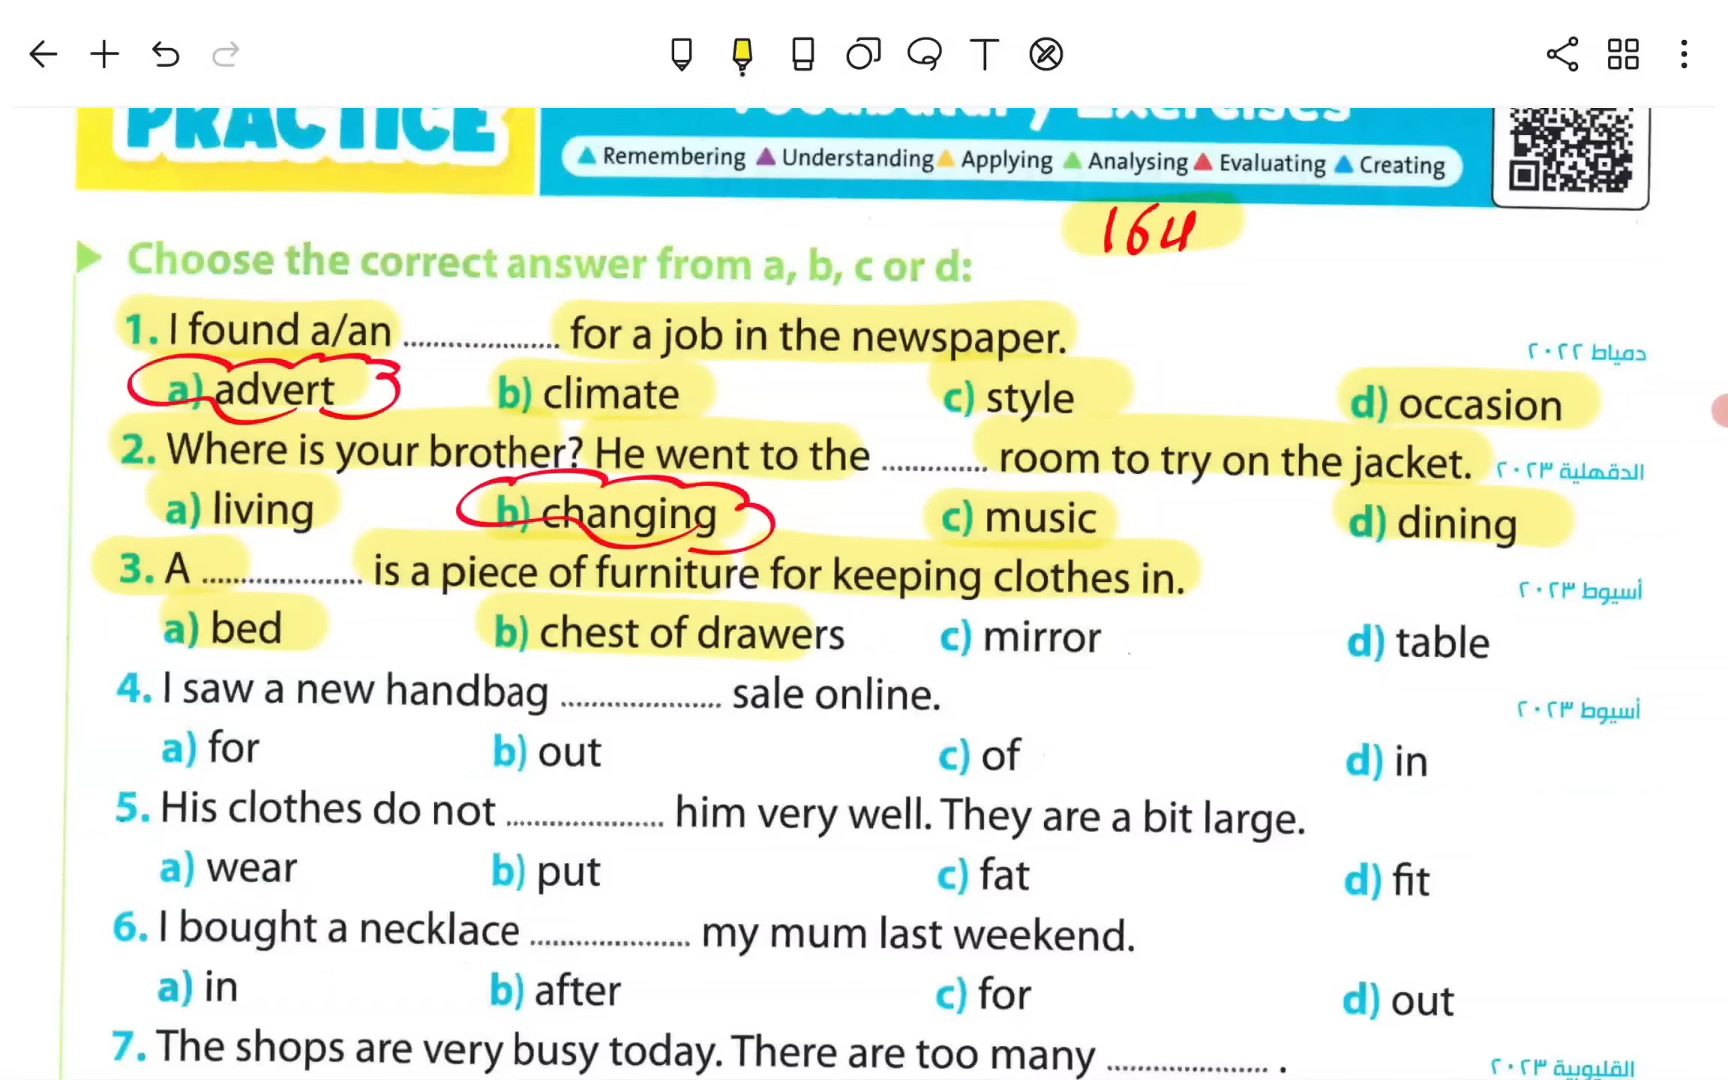 PRACTICE
Vocabulary Exercises
Remembering Understanding Applying Analysing Evaluating Creating
164
Choose the correct answer from a, b, c or d:
1. I found a/an .................... for a job in the newspaper.
دمياط ٢٠٢٢
a) advert b) climate c) style d) occasion
2. Where is your brother? He went to the .............. room to try on the jacket.
الدقهلية ٢٠٢٣
a) living b) changing c) music d) dining
3. A .................... is a piece of furniture for keeping clothes in.
أسيوط ٢٠٢٣
a) bed b) chest of drawers c) mirror d) table
4. I saw a new handbag .................... sale online.
أسيوط ٢٠٢٣
a) for b) out c) of d) in
5. His clothes do not .................... him very well. They are a bit large.
a) wear b) put c) fat d) fit
6. I bought a necklace .................... my mum last weekend.
a) in b) after c) for d) out
7. The shops are very busy today. There are too many .................... .
القليوبية ٢٠٢٣